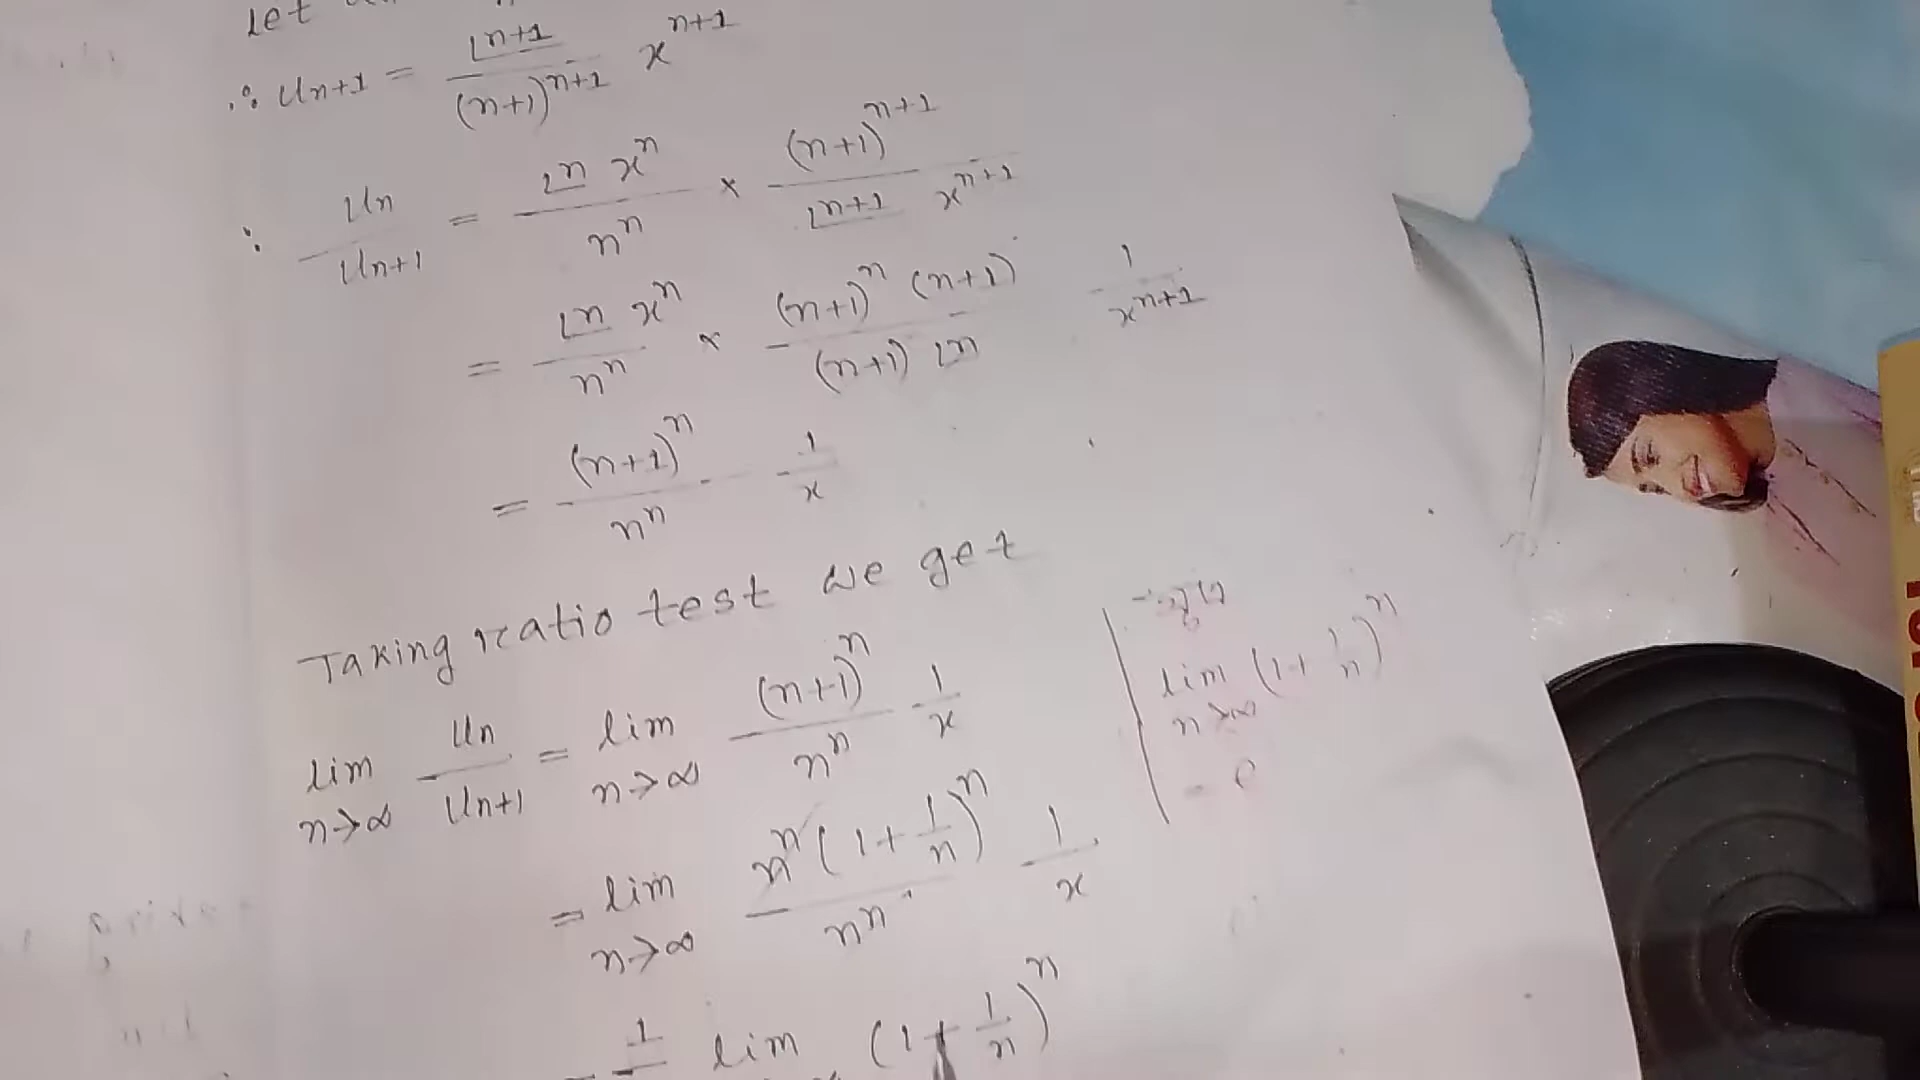 Let
∴ Un+1 = ⌊n+1 / (n+1)^(n+1) x^(n+1)
∴ Un / Un+1 = ⌊n x^n / n^n × (n+1)^(n+1) / ⌊n+1 x^(n+1)
= ⌊n x^n / n^n × (n+1)^n (n+1) / (n+1) ⌊n 1 / x^(n+1)
= (n+1)^n / n^n · 1 / x
Taking ratio test we get
lim n→∞ Un / Un+1 = lim n→∞ (n+1)^n / n^n 1 / x
= lim n→∞ n^n (1 + 1/n)^n / n^n · 1 / x
= 1 lim (1 + 1/n)^n
lim n→∞ (1 + 1/n)^n
= e